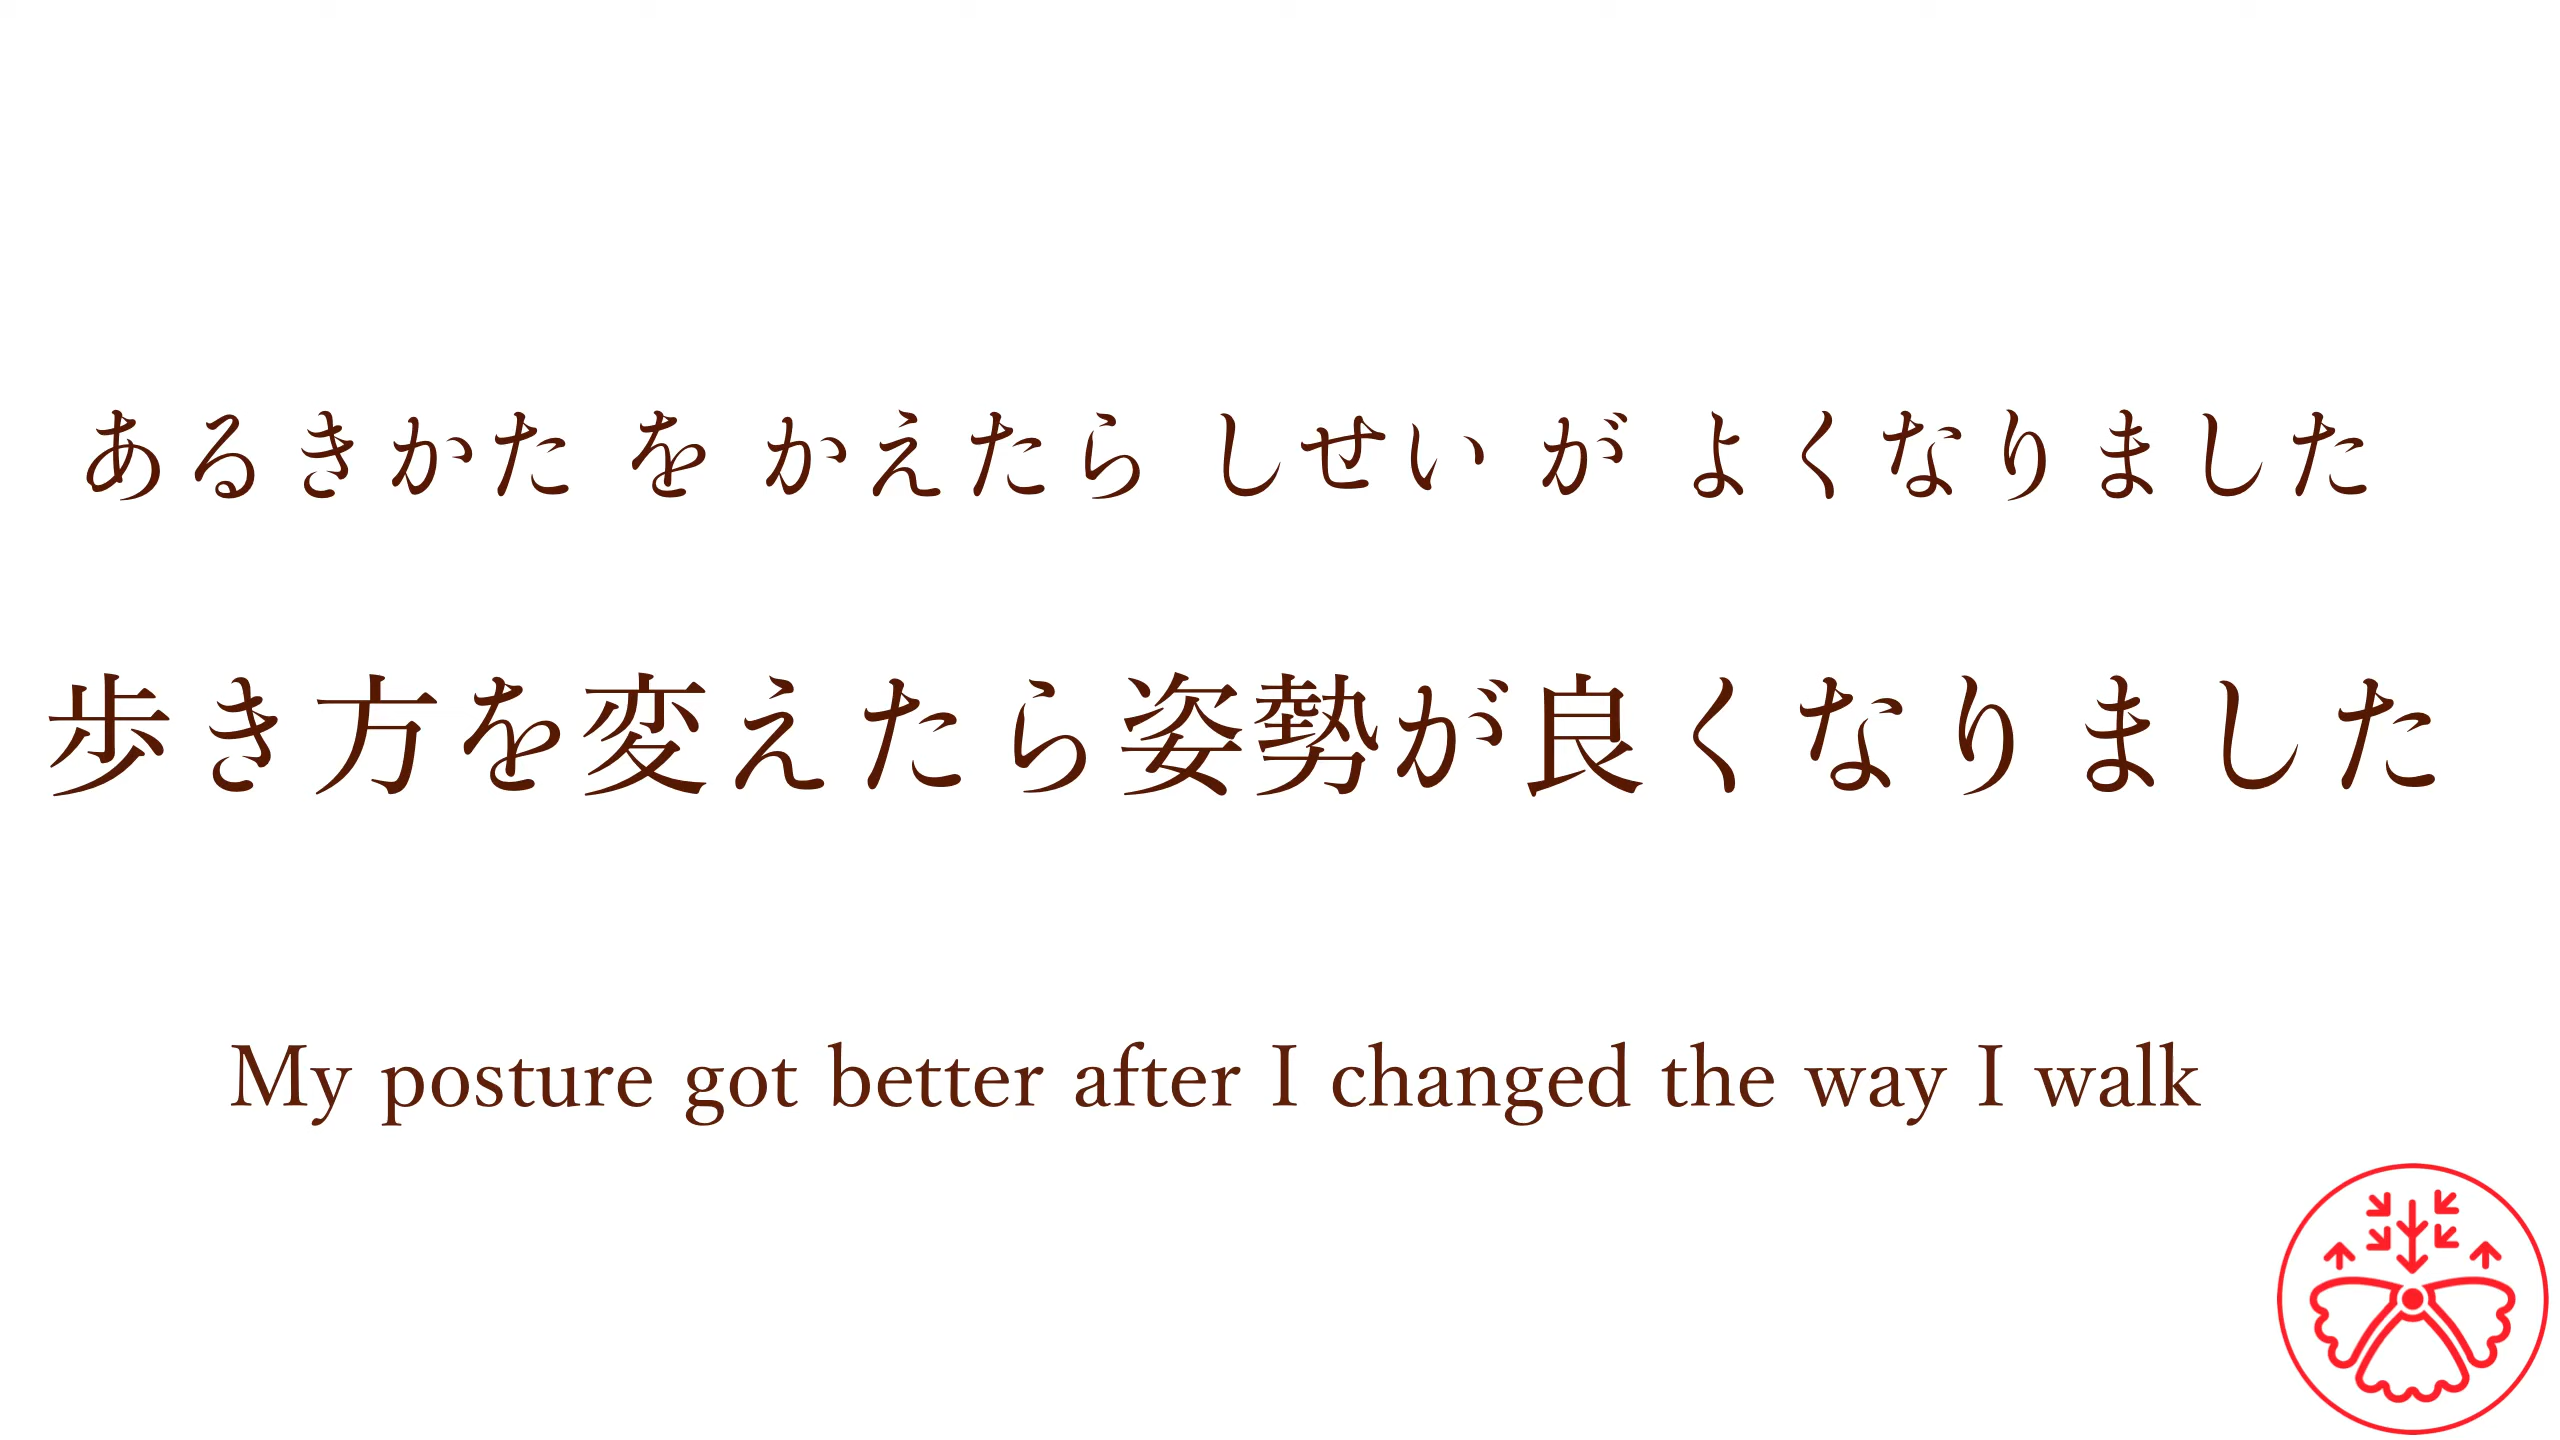 あるきかた を かえたら しせい が よくなりました
歩き方を変えたら姿勢が良くなりました
My posture got better after I changed the way I walk